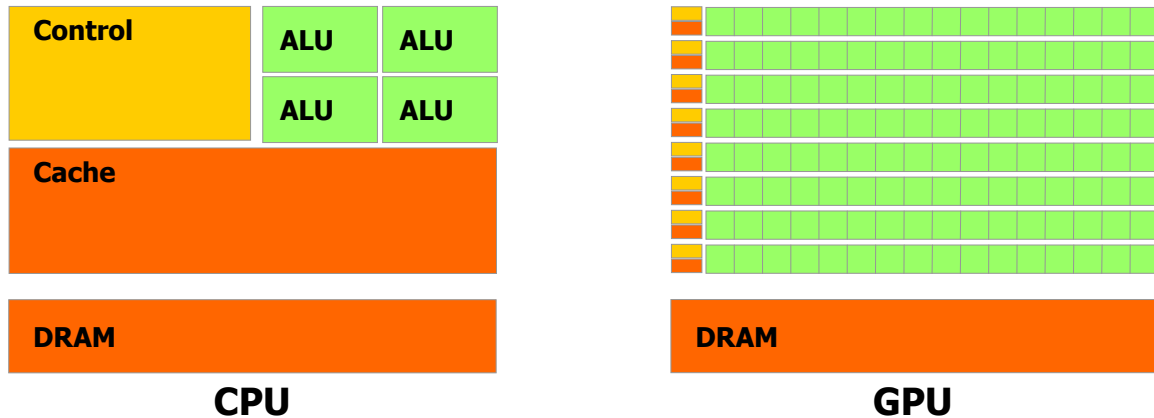 Control
ALU
ALU
ALU
ALU
Cache
DRAM
CPU
DRAM
GPU